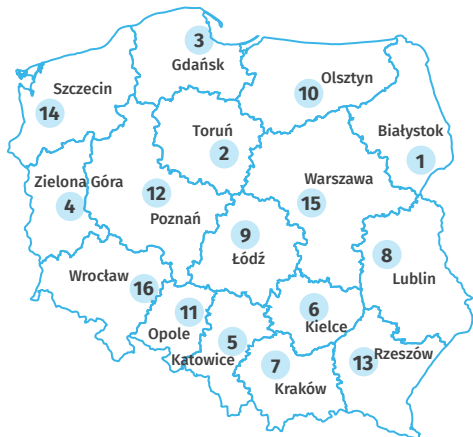 3
Gdańsk
Szczecin
14
Olsztyn
10
Toruń
2
Białystok
1
Zielona Góra
4
12
Poznań
Warszawa
15
9
Łódź
8
Lublin
Wrocław
16
11
Opole
6
Kielce
5
Katowice
7
Kraków
Rzeszów
13